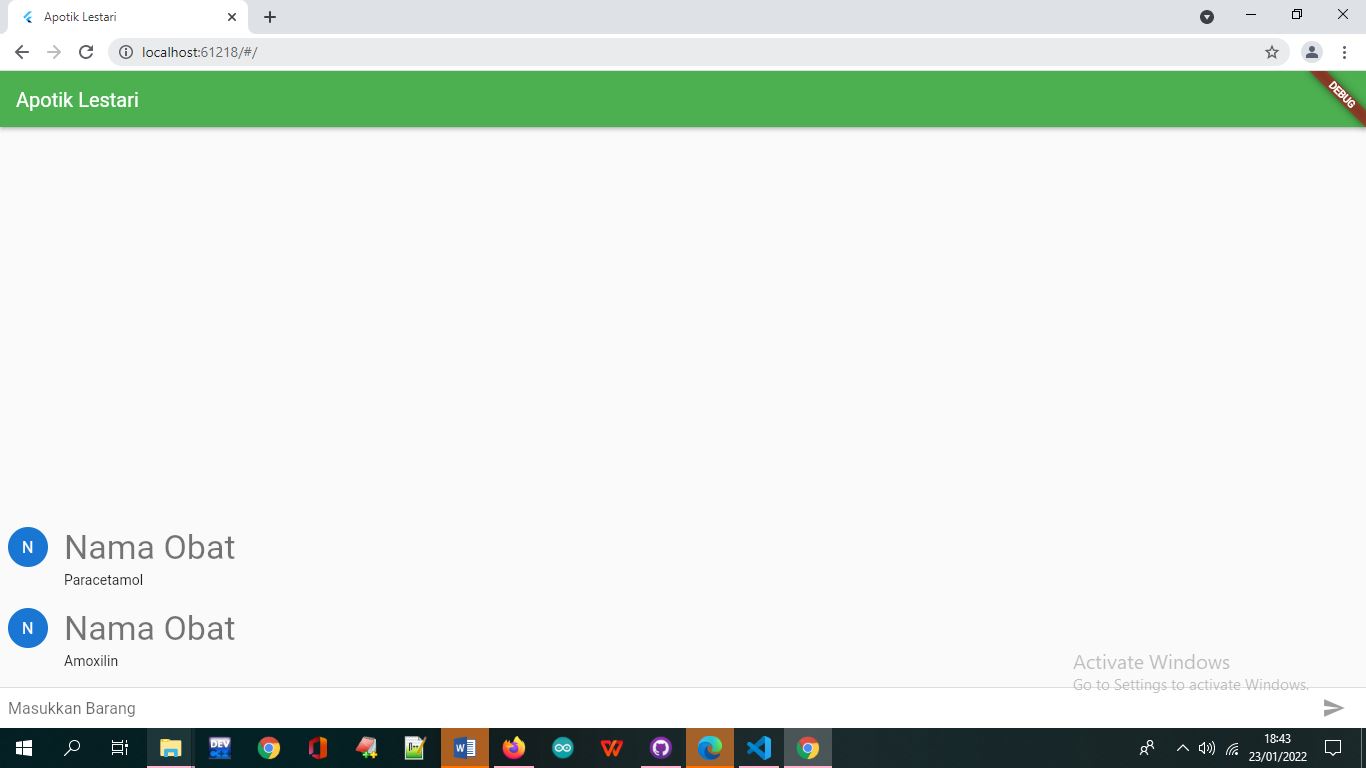 Apotik Lestari
localhost:61218/#/
Apotik Lestari
DEBUG
N
Nama Obat
Paracetamol
N
Nama Obat
Amoxilin
Activate Windows
Go to Settings to activate Windows.
Masukkan Barang
DEV
W
18:43
23/01/2022